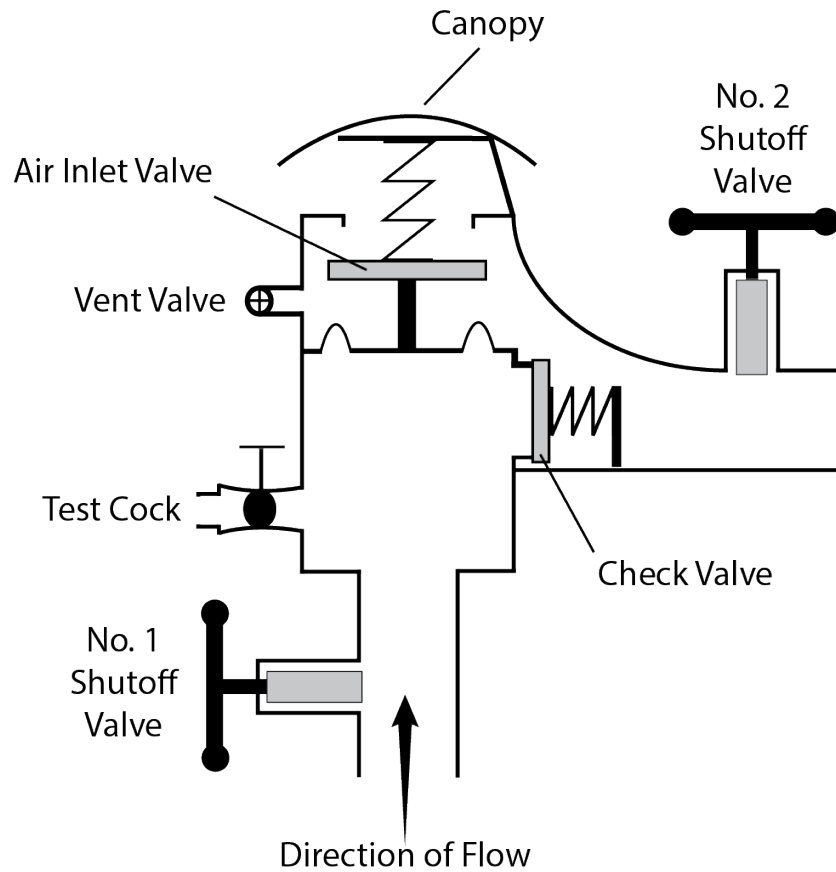 Canopy
No. 2
Shutoff
Valve
Air Inlet Valve
Vent Valve
Test Cock
Check Valve
No. 1
Shutoff
Valve
Direction of Flow